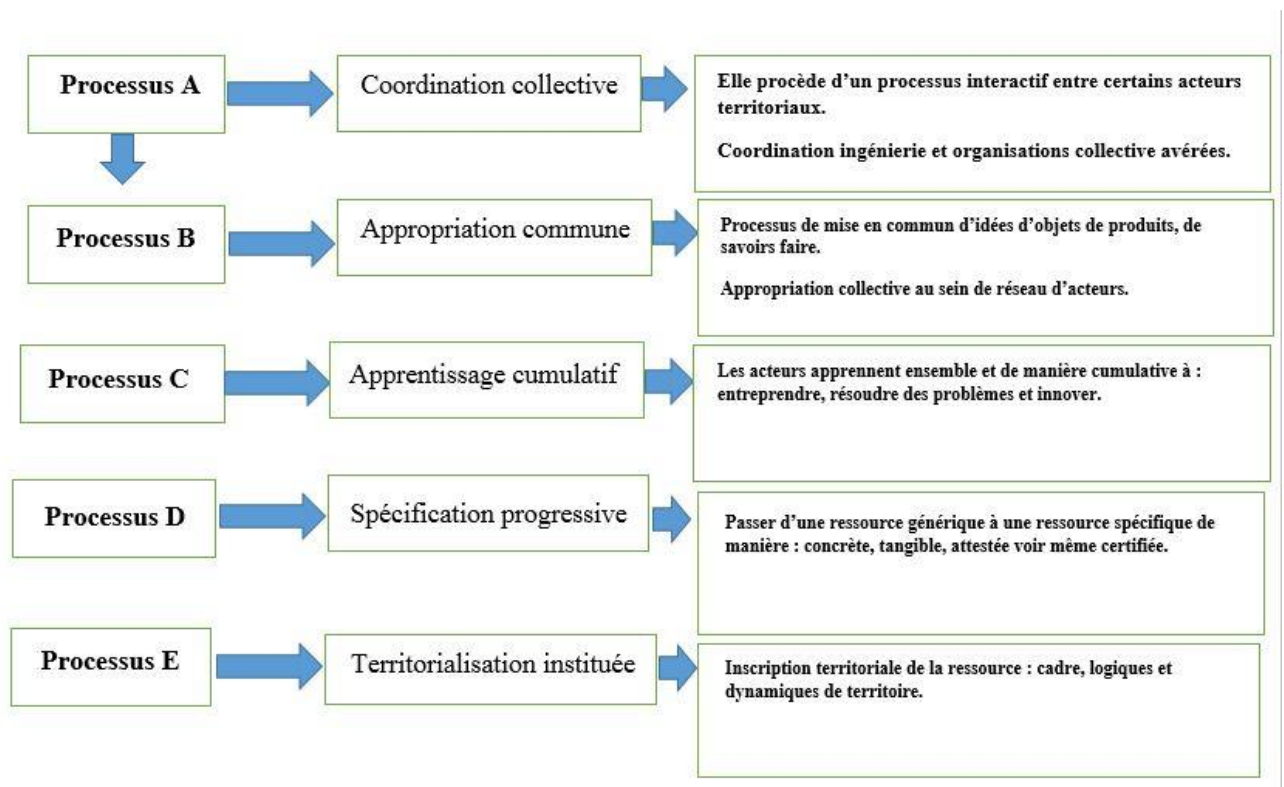 Processus A
Coordination collective
Elle procède d'un processus interactif entre certains acteurs
territoriaux.
Coordination ingénierie et organisations collective avérées.
Processus B
Appropriation commune
Processus de mise en commun d'idées d'objets de produits, de
savoirs faire.
Appropriation collective au sein de réseau d'acteurs.
Processus C
Apprentissage cumulatif
Les acteurs apprennent ensemble et de manière cumulative à :
entreprendre, résoudre des problèmes et innover.
Processus D
Spécification progressive
Passer d'une ressource générique à une ressource spécifique de
manière : concrète, tangible, attestée voir même certifiée.
Processus E
Territorialisation instituée
Inscription territoriale de la ressource : cadre, logiques et
dynamiques de territoire.